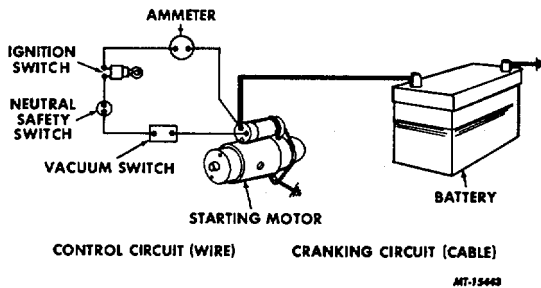 AMMETER
IGNITION
SWITCH
NEUTRAL
SAFETY
SWITCH
VACUUM SWITCH
STARTING MOTOR
BATTERY
CONTROL CIRCUIT (WIRE)
CRANKING CIRCUIT (CABLE)
MT-15443